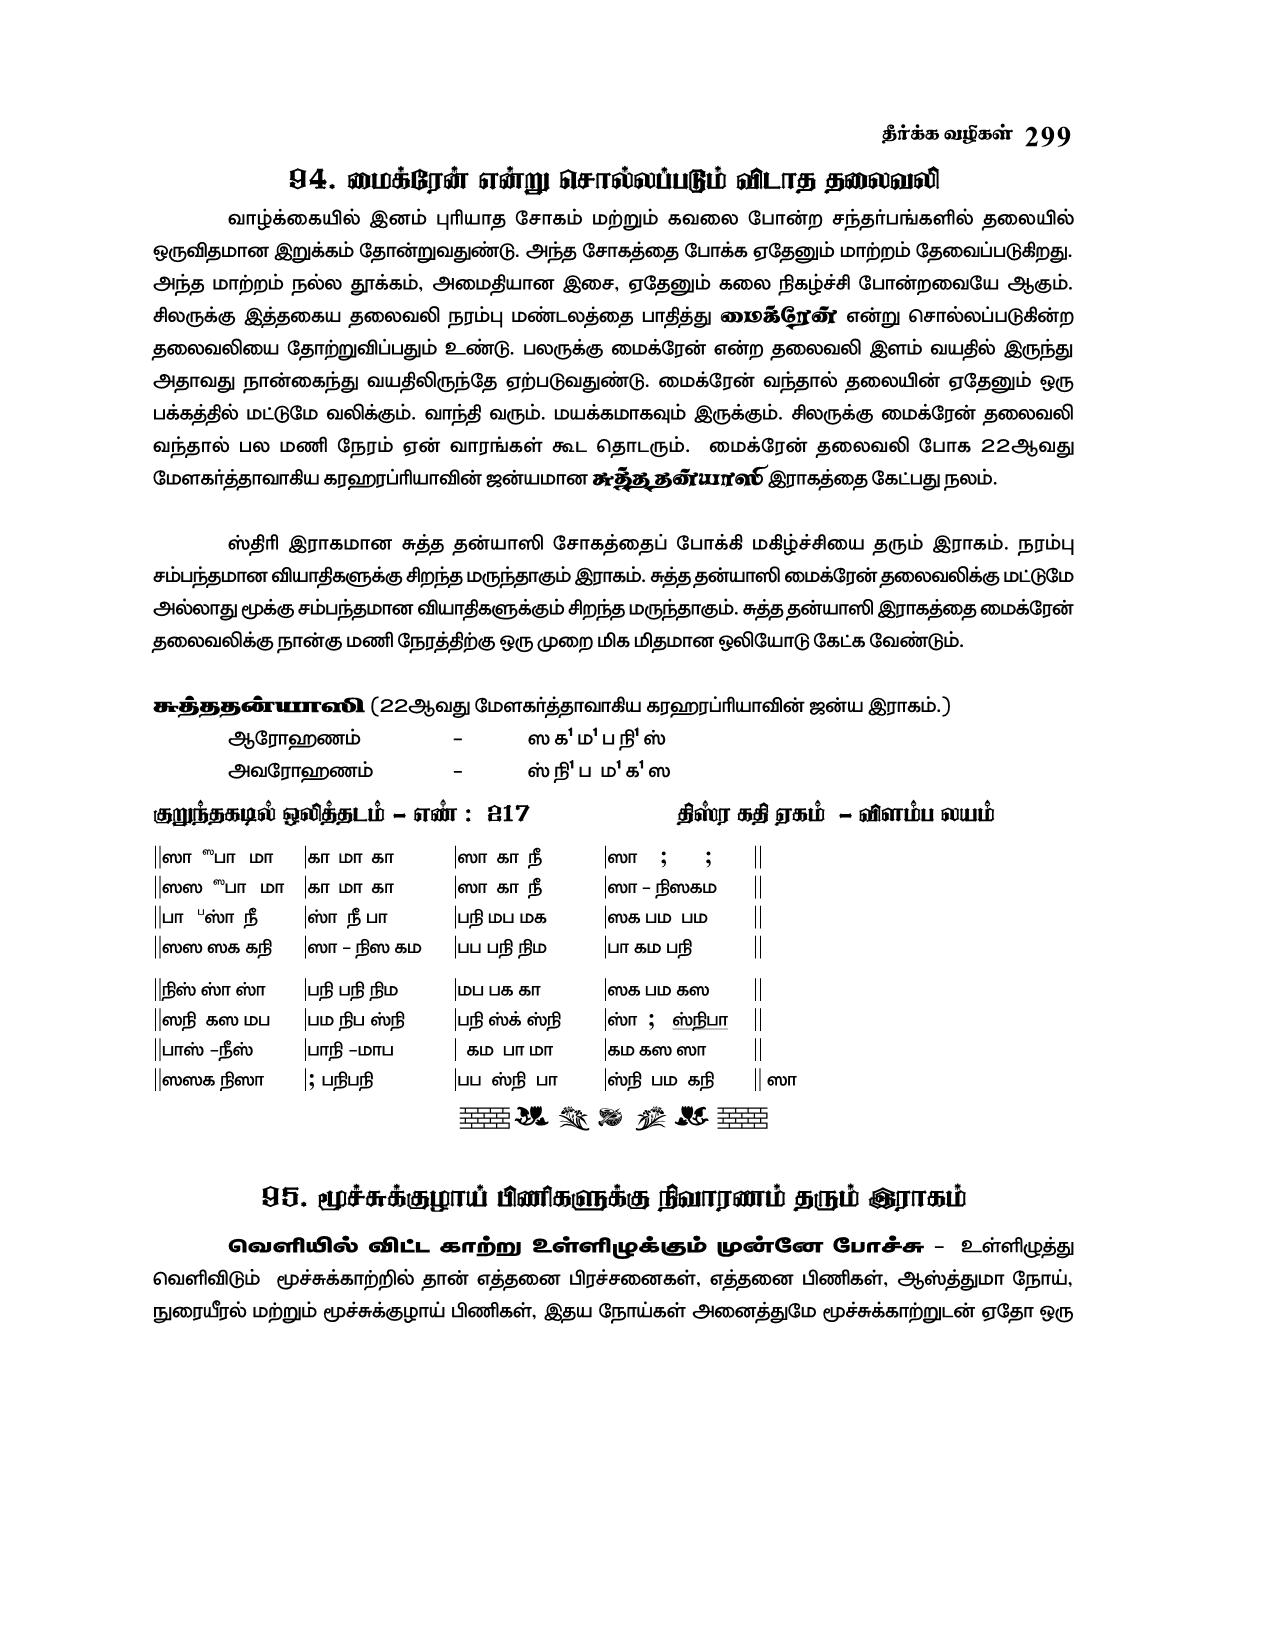 தீர்க்க வழிகள் 299
94. மைக்ரேன் என்று சொல்லப்படும் விடாத தலைவலி
வாழ்க்கையில் இனம் புரியாத சோகம் மற்றும் கவலை போன்ற சந்தர்பங்களில் தலையில்
ஒருவிதமான இறுக்கம் தோன்றுவதுண்டு. அந்த சோகத்தை போக்க ஏதேனும் மாற்றம் தேவைப்படுகிறது.
அந்த மாற்றம் நல்ல தூக்கம், அமைதியான இசை, ஏதேனும் கலை நிகழ்ச்சி போன்றவையே ஆகும்.
சிலருக்கு இத்தகைய தலைவலி நரம்பு மண்டலத்தை பாதித்து மைக்ரேன் என்று சொல்லப்படுகின்ற
தலைவலியை தோற்றுவிப்பதும் உண்டு. பலருக்கு மைக்ரேன் என்ற தலைவலி இளம் வயதில் இருந்து
அதாவது நான்கைந்து வயதிலிருந்தே ஏற்படுவதுண்டு. மைக்ரேன் வந்தால் தலையின் ஏதேனும் ஒரு
பக்கத்தில் மட்டுமே வலிக்கும். வாந்தி வரும். மயக்கமாகவும் இருக்கும். சிலருக்கு மைக்ரேன் தலைவலி
வந்தால் பல மணி நேரம் ஏன் வாரங்கள் கூட தொடரும். மைக்ரேன் தலைவலி போக 22ஆவது
மேளகர்த்தாவாகிய கரஹரப்ரியாவின் ஜன்யமான சுத்த தன்யாஸி இராகத்தை கேட்பது நலம்.
ஸ்திரி இராகமான சுத்த தன்யாஸி சோகத்தைப் போக்கி மகிழ்ச்சியை தரும் இராகம். நரம்பு
சம்பந்தமான வியாதிகளுக்கு சிறந்த மருந்தாகும் இராகம். சுத்த தன்யாஸி மைக்ரேன் தலைவலிக்கு மட்டுமே
அல்லாது மூக்கு சம்பந்தமான வியாதிகளுக்கும் சிறந்த மருந்தாகும். சுத்த தன்யாஸி இராகத்தை மைக்ரேன்
தலைவலிக்கு நான்கு மணி நேரத்திற்கு ஒரு முறை மிக மிதமான ஒலியோடு கேட்க வேண்டும்.
சுத்ததன்யாஸி (22ஆவது மேளகர்த்தாவாகிய கரஹரப்ரியாவின் ஜன்ய இராகம்.)
ஆரோஹணம் – ஸ க¹ ம¹ ப நி¹ ஸ்
அவரோஹணம் – ஸ் நி¹ ப ம¹ க¹ ஸ
குறுந்தகடில் ஒலித்தடம் – எண் : 217 திஸ்ர கதி ஏகம் – விளம்ப லயம்
||ஸா ஸபா மா |கா மா கா |ஸா கா நீ |ஸா ; ; ||
||ஸஸ ஸபா மா |கா மா கா |ஸா கா நீ |ஸா – நிஸகம ||
||பா பஸ்ா நீ |ஸ்ா நீ பா |பநி மப மக |ஸக பம பம ||
||ஸஸ ஸக கநி |ஸா – நிஸ கம |பப பநி நிம |பா கம பநி ||
||நிஸ் ஸ்ா ஸ்ா |பநி பநி நிம |மப பக கா |ஸக பம கஸ ||
||ஸநி கஸ மப |பம நிப ஸ்நி |பநி ஸ்க் ஸ்நி |ஸ்ா ; ஸ்நிபா ||
||பாஸ் –நீஸ் |பாநி –மாப | கம பா மா |கம கஸ ஸா ||
||ஸஸக நிஸா |; பநிபநி |பப ஸ்நி பா |ஸ்நி பம கநி || ஸா
95. மூச்சுக்குழாய் பிணிகளுக்கு நிவாரணம் தரும் இராகம்
வெளியில் விட்ட காற்று உள்ளிழுக்கும் முன்னே போச்சு – உள்ளிழுத்து
வெளிவிடும் மூச்சுக்காற்றில் தான் எத்தனை பிரச்சனைகள், எத்தனை பிணிகள், ஆஸ்த்துமா நோய்,
நுரையீரல் மற்றும் மூச்சுக்குழாய் பிணிகள், இதய நோய்கள் அனைத்துமே மூச்சுக்காற்றுடன் ஏதோ ஒரு